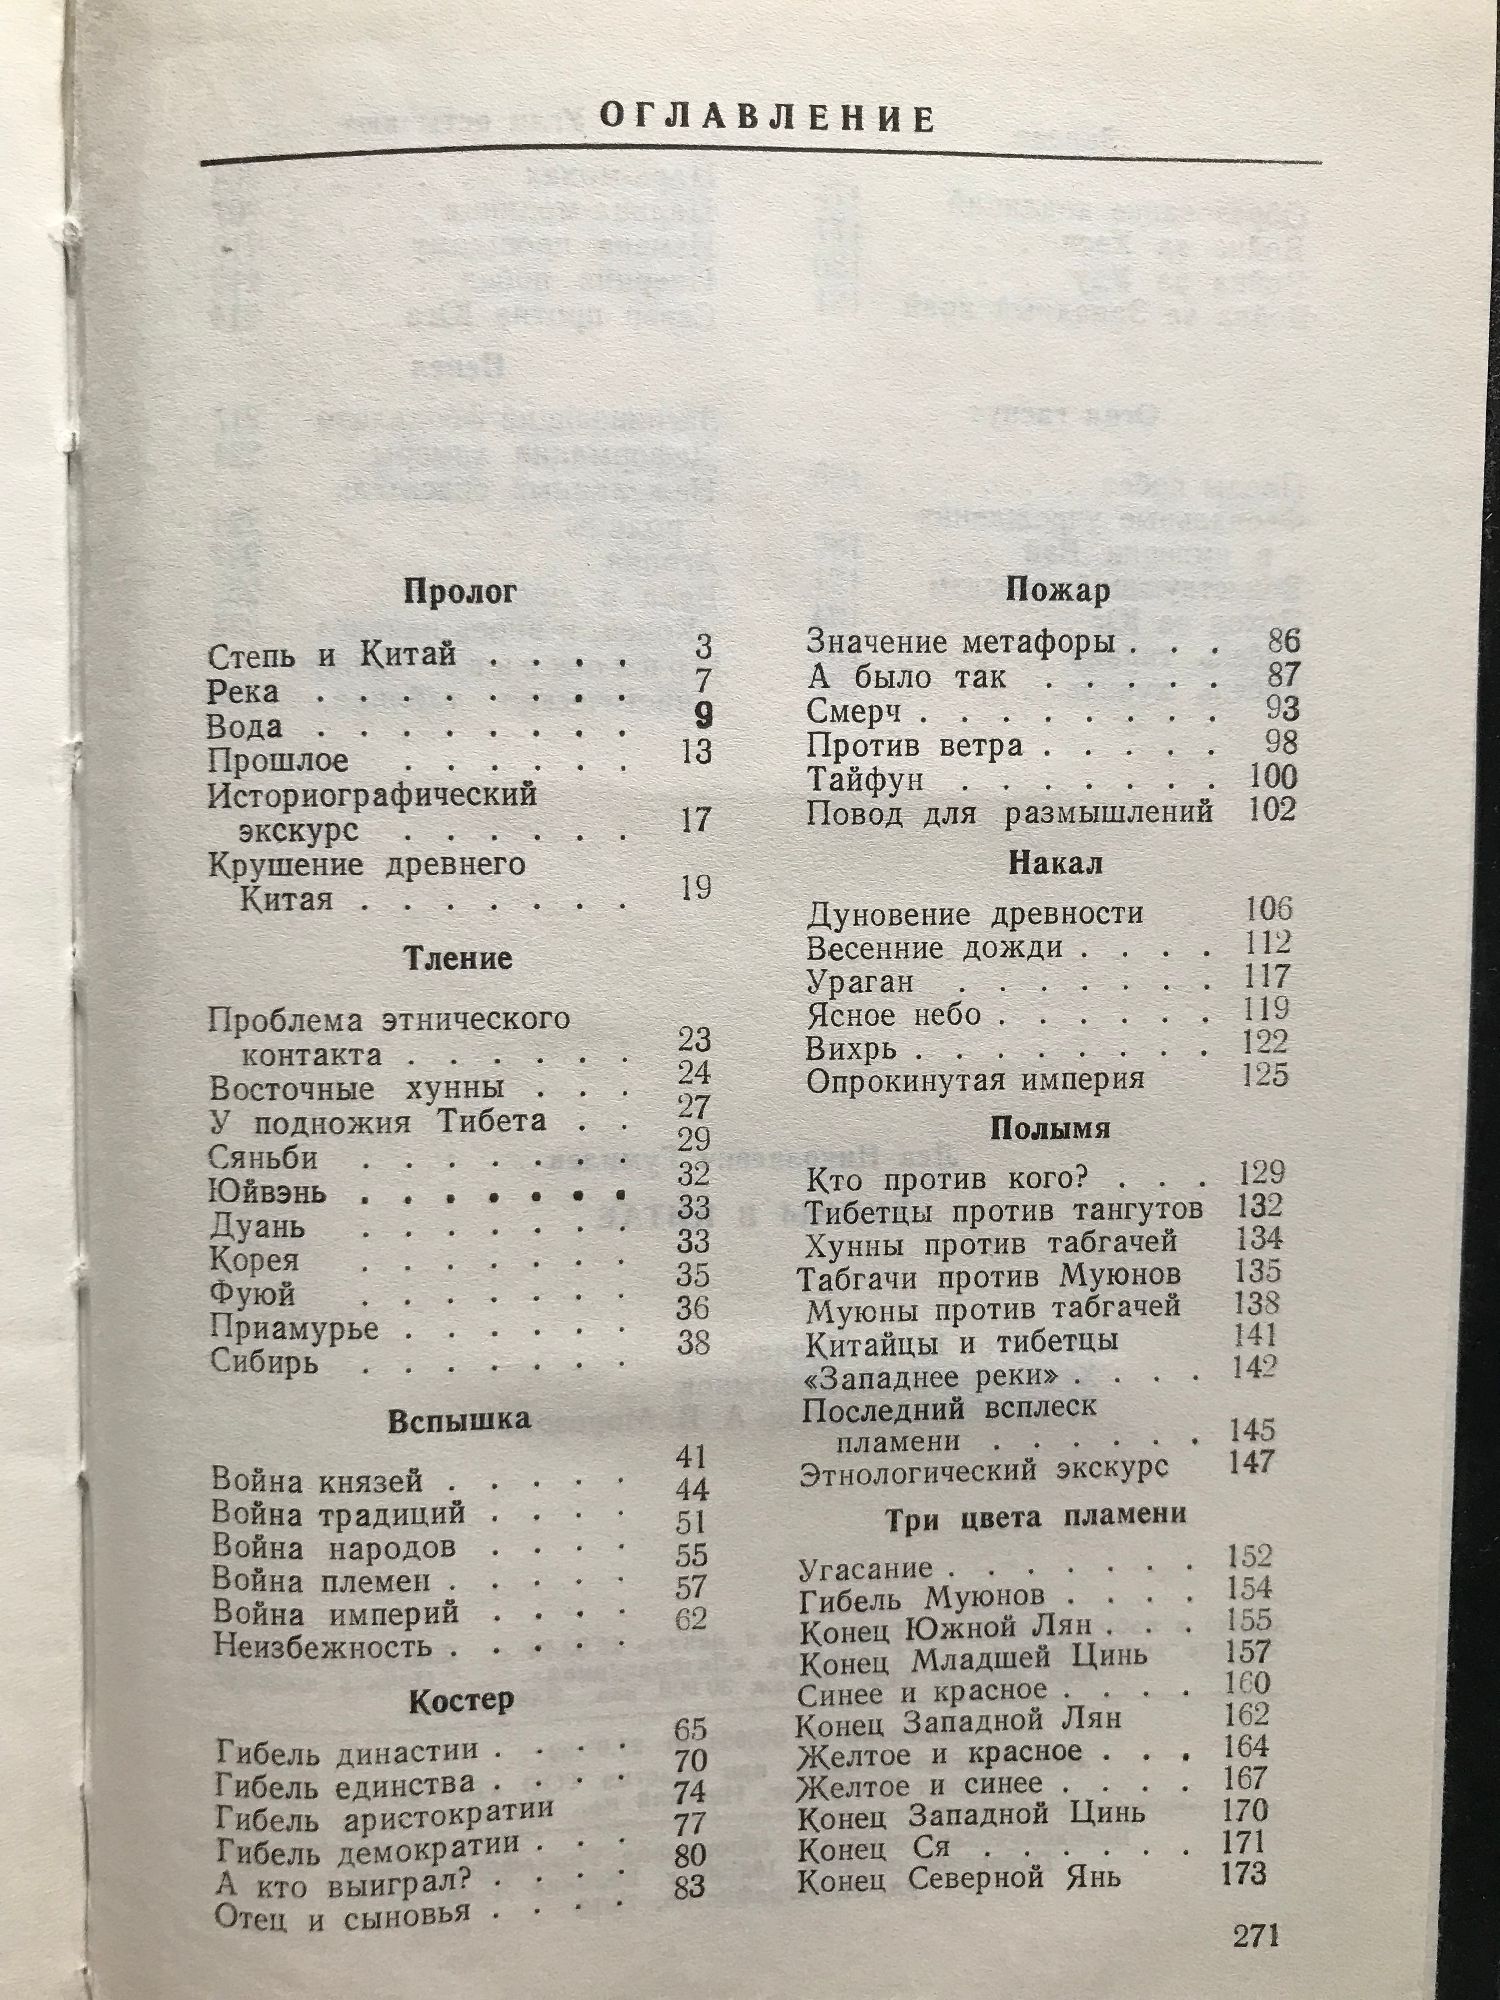 ОГЛАВЛЕНИЕ
Пролог
Степь и Китай . . . . 3
Река . . . . . . . . 7
Вода . . . . . . . . 9
Прошлое . . . . . . 13
Историографический
экскурс . . . . . . 17
Крушение древнего
Китая . . . . . . . 19
Тление
Проблема этнического
контакта . . . . . . 23
Восточные хунны . . . 24
У подножия Тибета . . 27
Сяньби . . . . . . . 29
Юйвэнь . . . . . . . 32
Дуань . . . . . . . 33
Корея . . . . . . . 33
Фуюй . . . . . . . 35
Приамурье . . . . . . 36
Сибирь . . . . . . . 38
Вспышка
Война князей . . . . . 41
Война традиций . . . . 44
Война народов . . . . 51
Война племен . . . . . 55
Война империй . . . . 57
Неизбежность . . . . . 62
Костер
Гибель династии . . . . 65
Гибель единства . . . . 70
Гибель аристократии 74
Гибель демократии . . . 77
А кто выиграл? . . . . 80
Отец и сыновья . . . . 83
Пожар
Значение метафоры . . . 86
А было так . . . . . 87
Смерч . . . . . . . . 93
Против ветра . . . . . 98
Тайфун . . . . . . . 100
Повод для размышлений 102
Накал
Дуновение древности 106
Весенние дожди . . . . 112
Ураган . . . . . . . 117
Ясное небо . . . . . . 119
Вихрь . . . . . . . . 122
Опрокинутая империя 125
Полымя
Кто против кого? . . . 129
Тибетцы против тангутов 132
Хунны против табгачей 134
Табгачи против Муюнов 135
Муюны против табгачей 138
Китайцы и тибетцы 141
«Западнее реки» . . . . 142
Последний всплеск
пламени . . . . . . 145
Этнологический экскурс 147
Три цвета пламени
Угасание . . . . . . . 152
Гибель Муюнов . . . . 154
Конец Южной Лян . . . 155
Конец Младшей Цинь 157
Синее и красное . . . . 160
Конец Западной Лян 162
Желтое и красное . . . 164
Желтое и синее . . . . 167
Конец Западной Цинь 170
Конец Ся . . . . . . 171
Конец Северной Янь 173
271